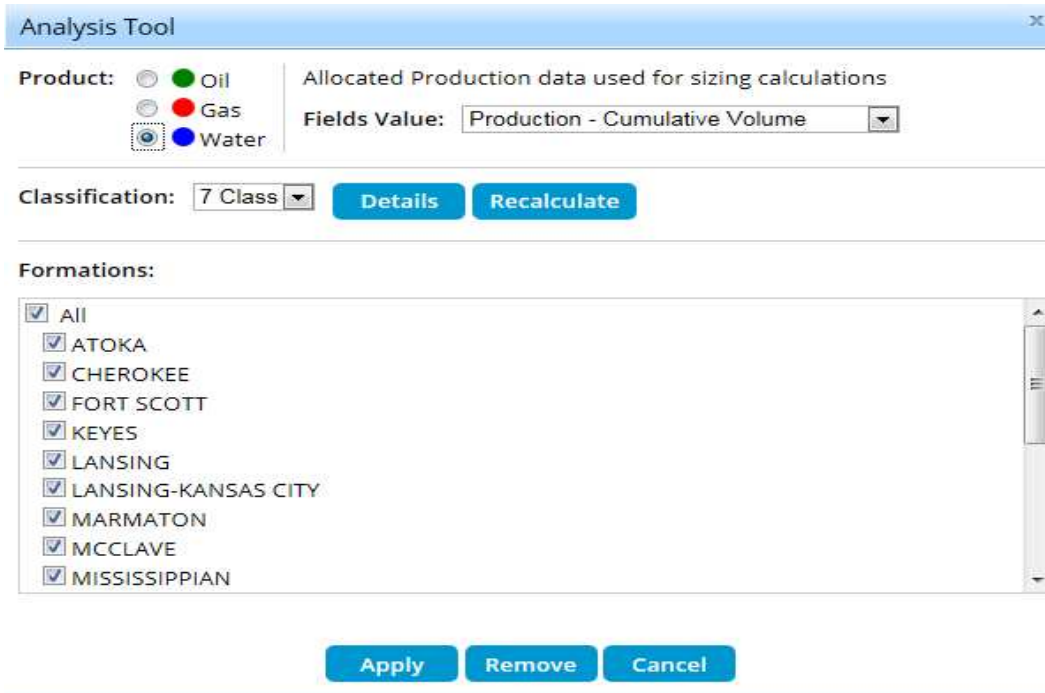 Analysis Tool
Product: Oil
Gas
Water
Allocated Production data used for sizing calculations
Fields Value: Production - Cumulative Volume
Classification: 7 Class Details Recalculate
Formations:
All
ATOKA
CHEROKEE
FORT SCOTT
KEYES
LANSING
LANSING-KANSAS CITY
MARMATON
MCCLAVE
MISSISSIPPIAN
Apply Remove Cancel